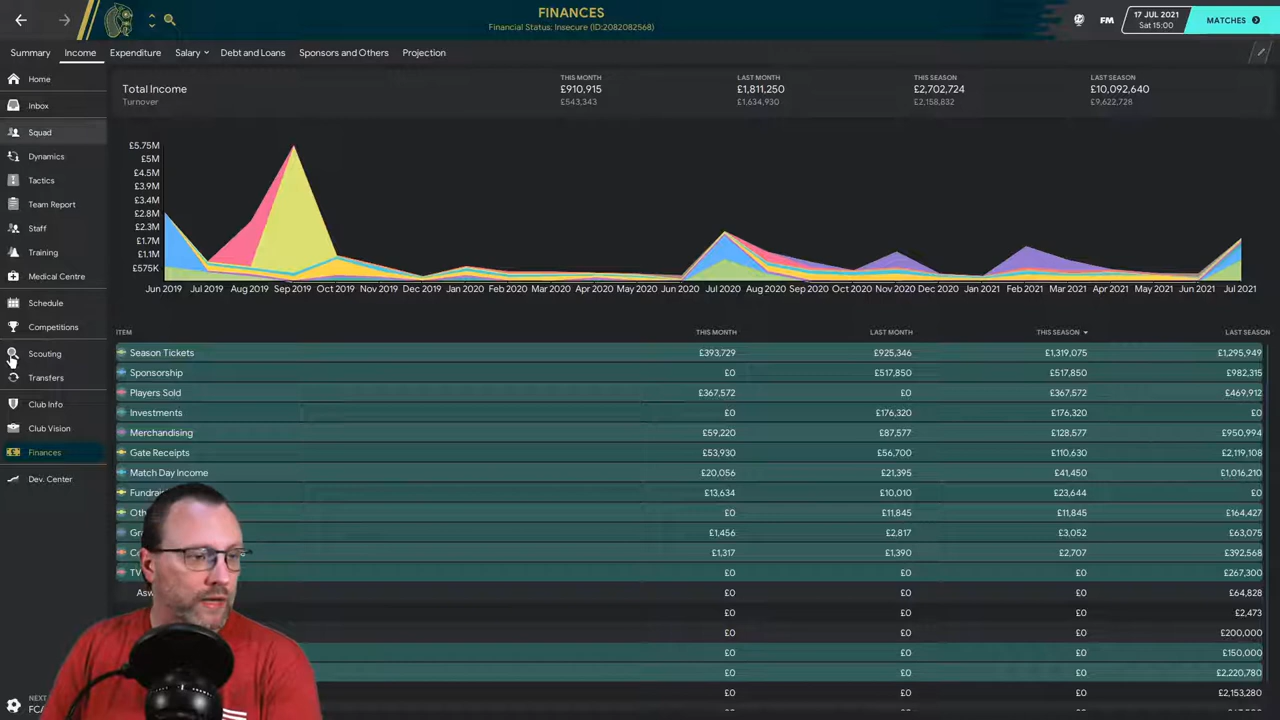 FINANCES
Financial Status: Insecure (ID:2082082568)
FM
17 JUL 2021
Sat 15:00
MATCHES
Summary
Income
Expenditure
Salary
Debt and Loans
Sponsors and Others
Projection
Home
Inbox
Squad
Dynamics
Tactics
Team Report
Staff
Training
Medical Centre
Schedule
Competitions
Scouting
Transfers
Club Info
Club Vision
Finances
Dev. Center
NEXT
FCA
Total Income
Turnover
THIS MONTH
£910,915
£543,343
LAST MONTH
£1,811,250
£1,634,930
THIS SEASON
£2,702,724
£2,158,832
LAST SEASON
£10,092,640
£9,622,728
£5.75M
£5M
£4.5M
£3.9M
£3.4M
£2.8M
£2.3M
£1.7M
£1.1M
£575K
Jun 2019 Jul 2019 Aug 2019 Sep 2019 Oct 2019 Nov 2019 Dec 2019 Jan 2020 Feb 2020 Mar 2020 Apr 2020 May 2020 Jun 2020 Jul 2020 Aug 2020 Sep 2020 Oct 2020 Nov 2020 Dec 2020 Jan 2021 Feb 2021 Mar 2021 Apr 2021 May 2021 Jun 2021 Jul 2021
ITEM THIS MONTH LAST MONTH THIS SEASON LAST SEASON
Season Tickets £393,729 £925,346 £1,319,075 £1,295,949
Sponsorship £0 £517,850 £517,850 £982,315
Players Sold £367,572 £0 £367,572 £469,912
Investments £0 £176,320 £176,320 £0
Merchandising £59,220 £87,577 £128,577 £950,994
Gate Receipts £53,930 £56,700 £110,630 £2,119,108
Match Day Income £20,056 £21,395 £41,450 £1,016,210
Fundrai £13,634 £10,010 £23,644 £0
Oth £0 £11,845 £11,845 £164,427
Gr £1,456 £2,817 £3,052 £63,075
£1,317 £1,390 £2,707 £392,568
TV £0 £0 £0 £267,300
Asw £0 £0 £0 £64,828
£0 £0 £0 £2,473
£0 £0 £0 £200,000
£0 £0 £0 £150,000
£0 £0 £0 £2,220,780
£0 £0 £0 £2,153,280